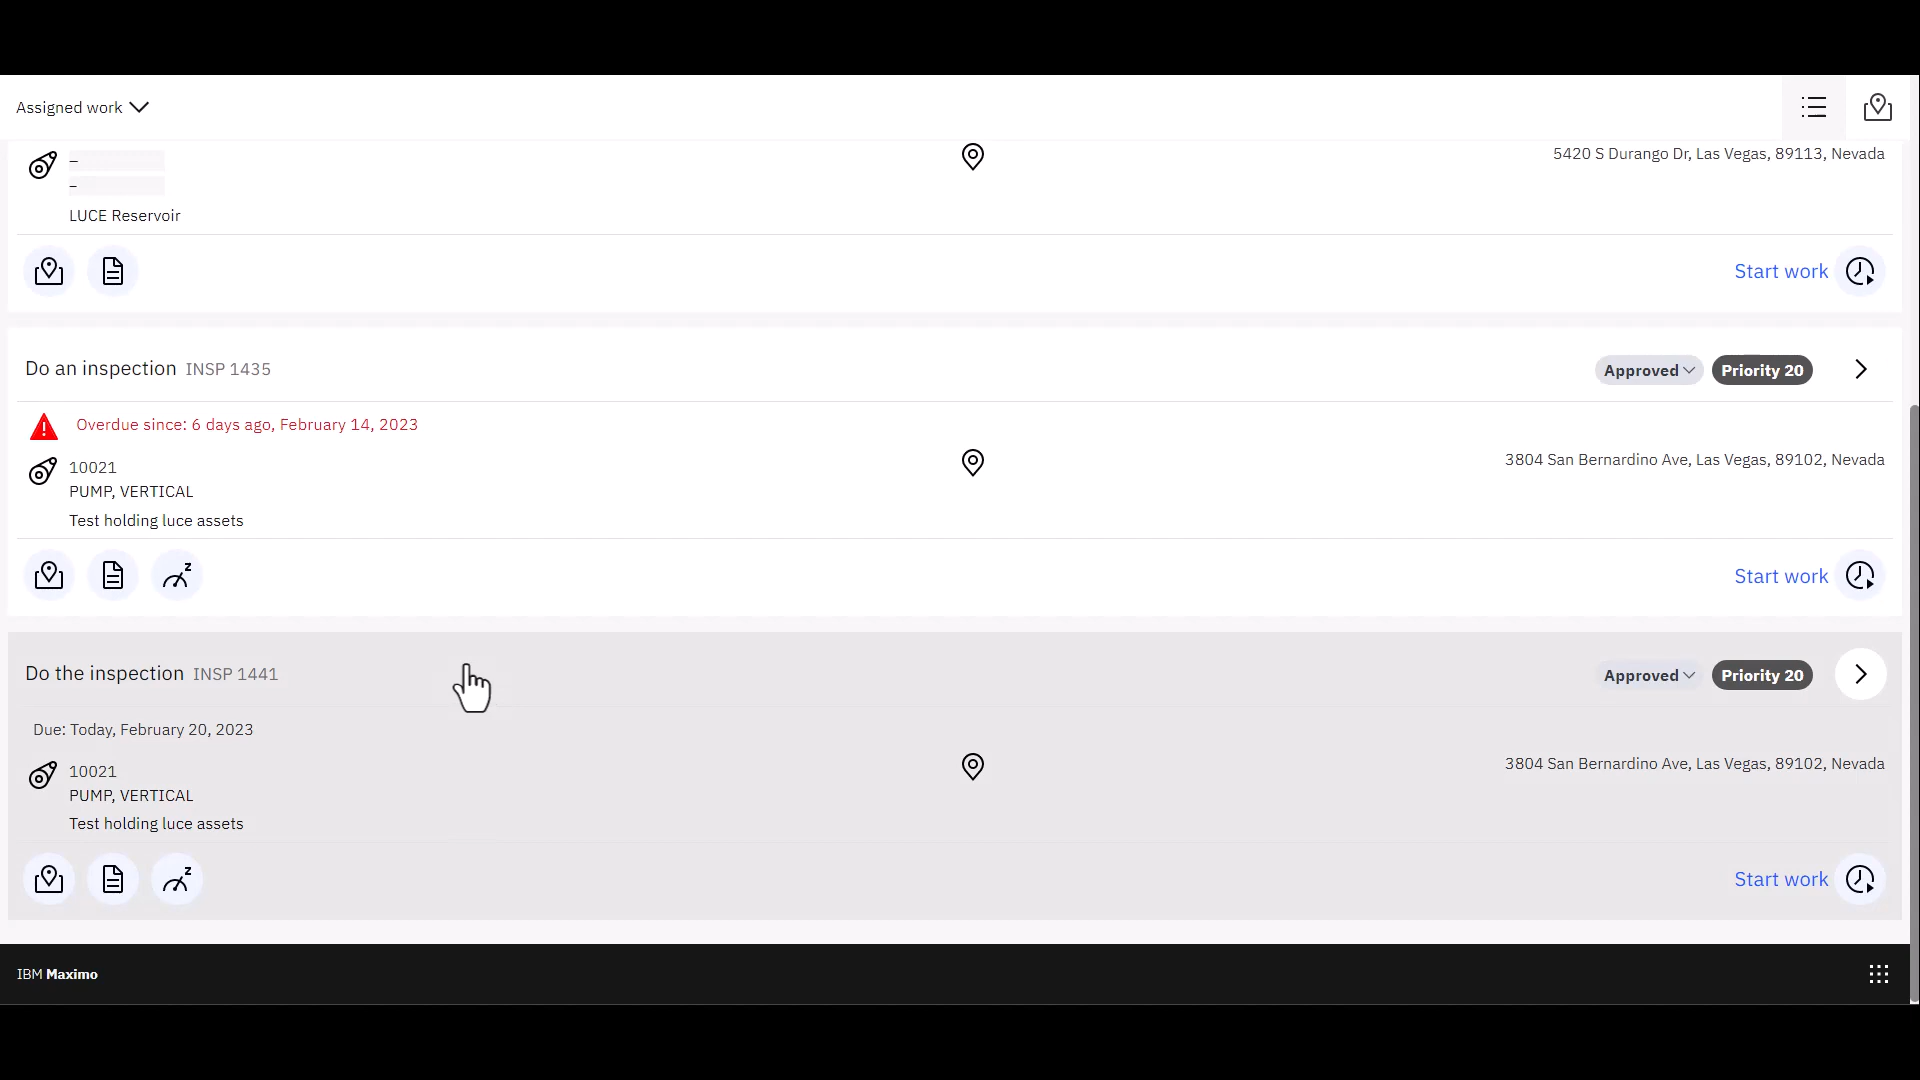 Assigned work
–
5420 S Durango Dr, Las Vegas, 89113, Nevada
–
LUCE Reservoir
Start work
Do an inspection INSP 1435 Approved Priority 20
Overdue since: 6 days ago, February 14, 2023
10021 3804 San Bernardino Ave, Las Vegas, 89102, Nevada
PUMP, VERTICAL
Test holding luce assets
z Start work
Do the inspection INSP 1441 Approved Priority 20
Due: Today, February 20, 2023
10021 3804 San Bernardino Ave, Las Vegas, 89102, Nevada
PUMP, VERTICAL
Test holding luce assets
z Start work
IBM Maximo